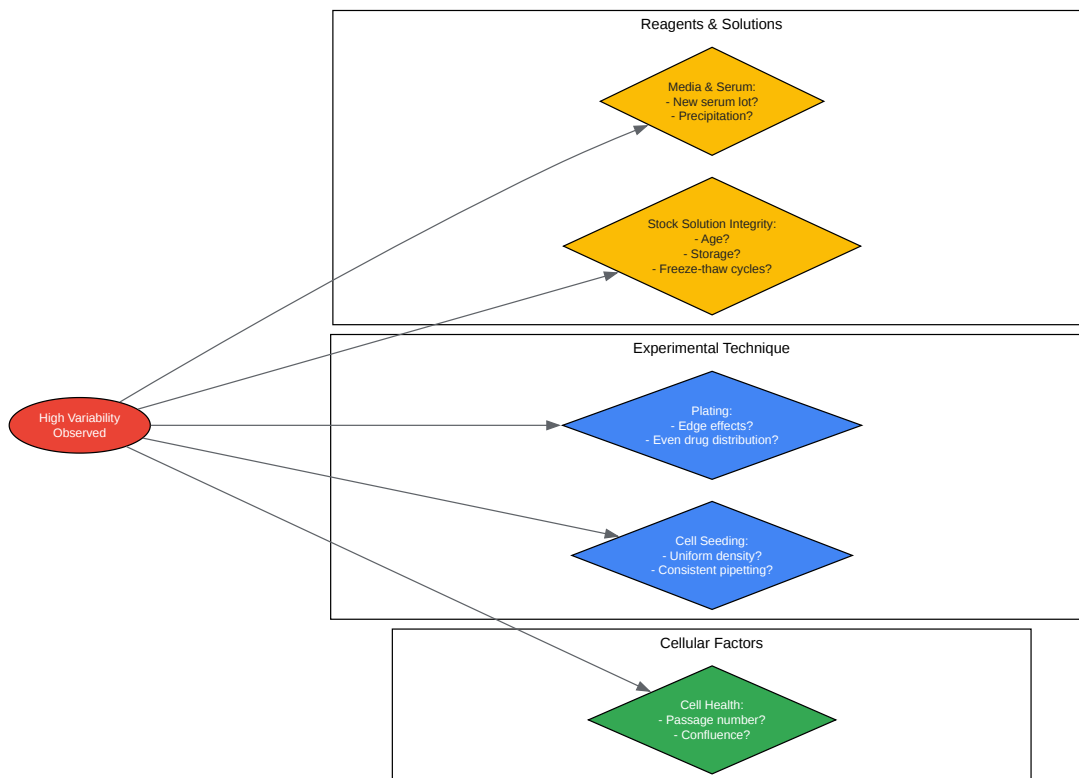 Reagents & Solutions
Media & Serum:
- New serum lot?
- Precipitation?
Stock Solution Integrity:
- Age?
- Storage?
- Freeze-thaw cycles?
Experimental Technique
High Variability
Observed
Plating:
- Edge effects?
- Even drug distribution?
Cell Seeding:
- Uniform density?
- Consistent pipetting?
Cellular Factors
Cell Health:
- Passage number?
- Confluence?